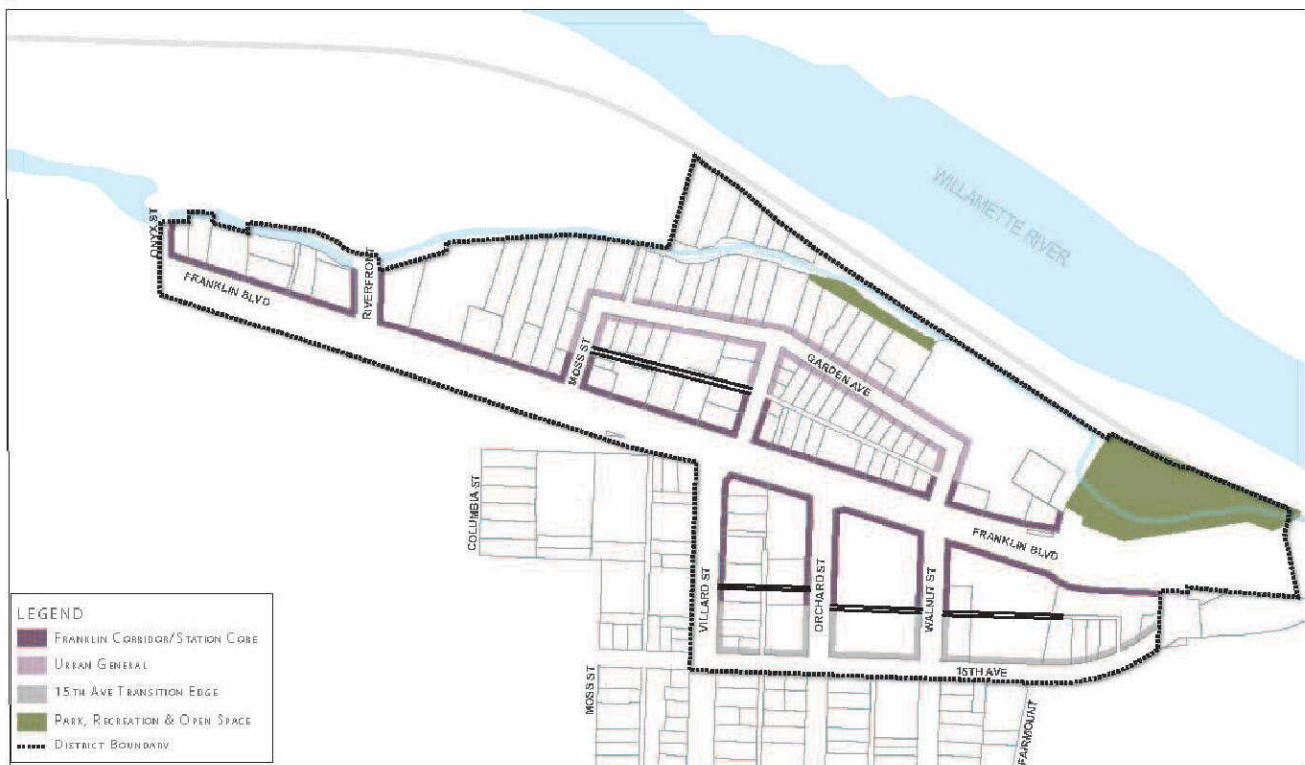 WILLAMETTE RIVER
ONYX ST
FRANKLIN BLVD
RIVERFRONT
MOSS ST
GARDEN AVE
COLUMBIA ST
FRANKLIN BLVD
VILLARD ST
ORCHARD ST
WALNUT ST
15TH AVE
MOSS ST
FAIRMOUNT
LEGEND
FRANKLIN CORRIDOR/STATION CORE
URBAN GENERAL
15TH AVE TRANSITION EDGE
PARK, RECREATION & OPEN SPACE
DISTRICT BOUNDARY